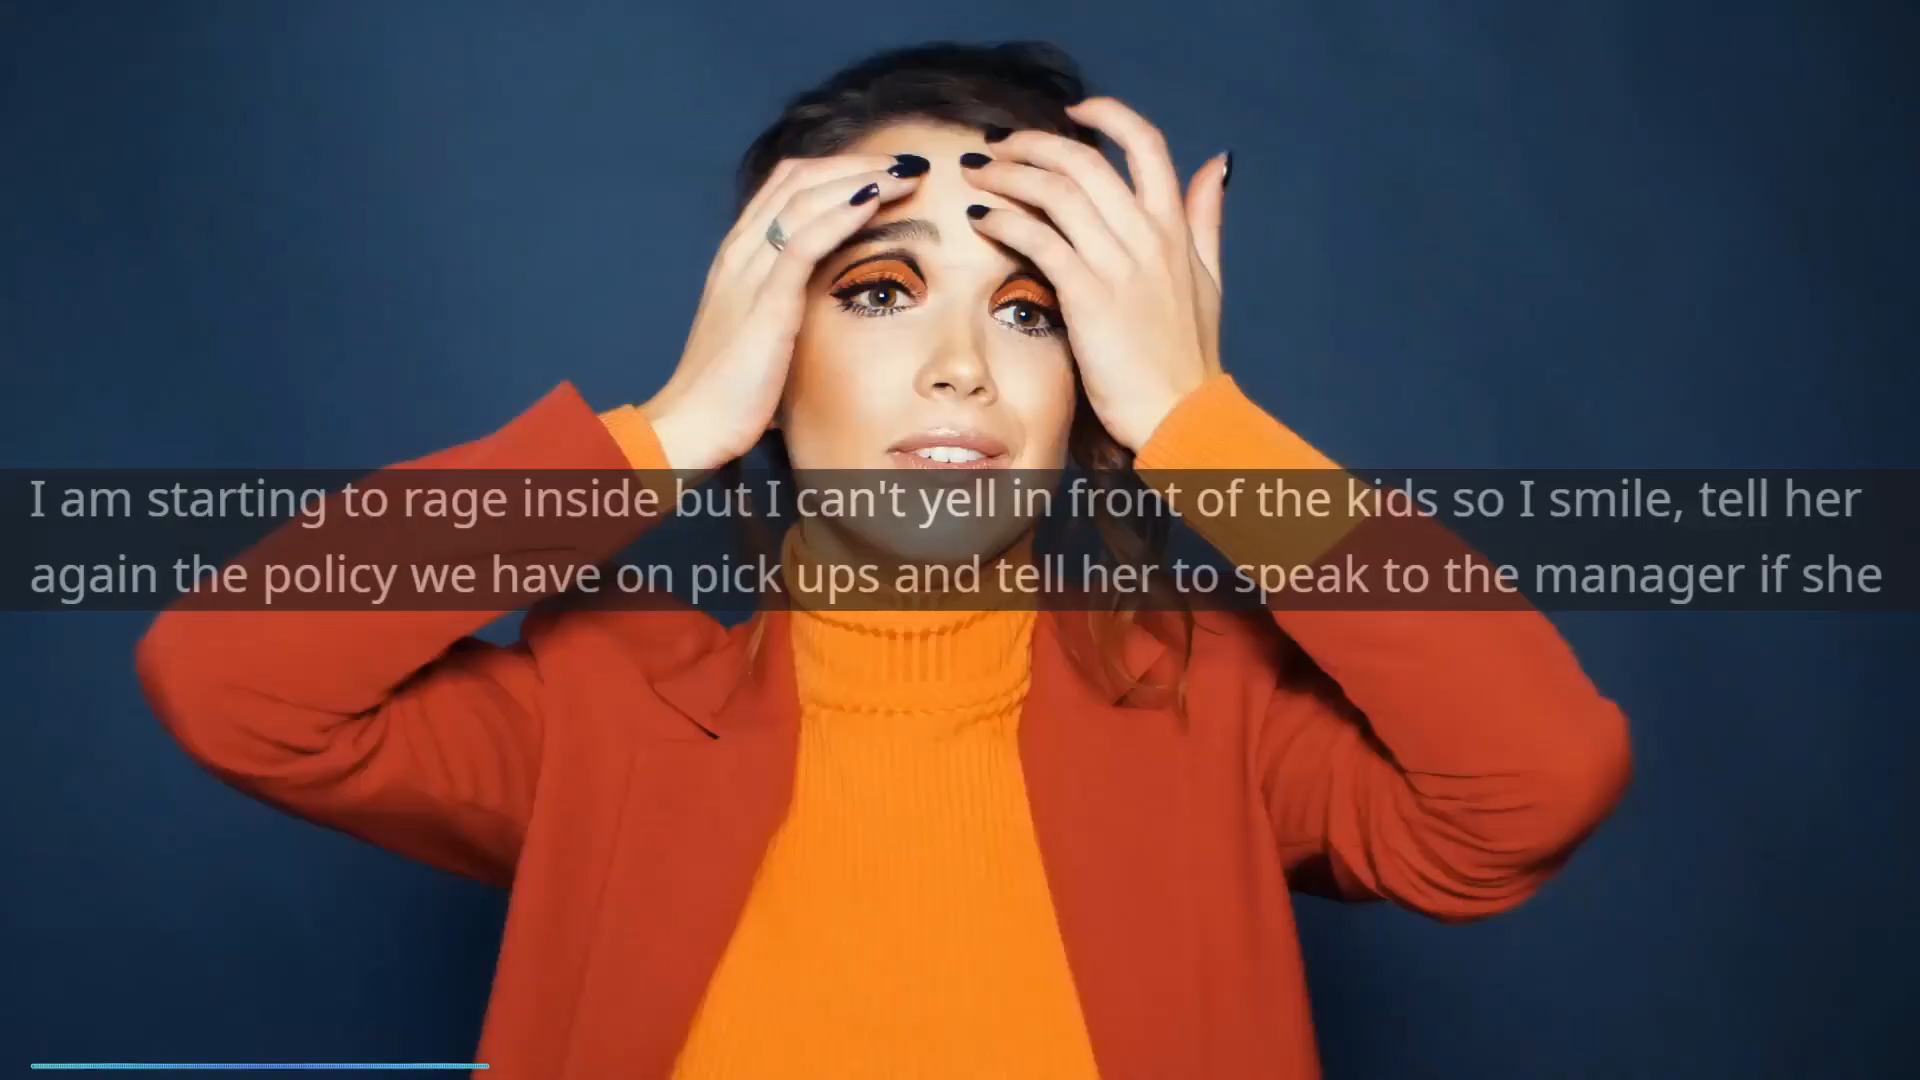 I am starting to rage inside but I can't yell in front of the kids so I smile, tell her
again the policy we have on pick ups and tell her to speak to the manager if she